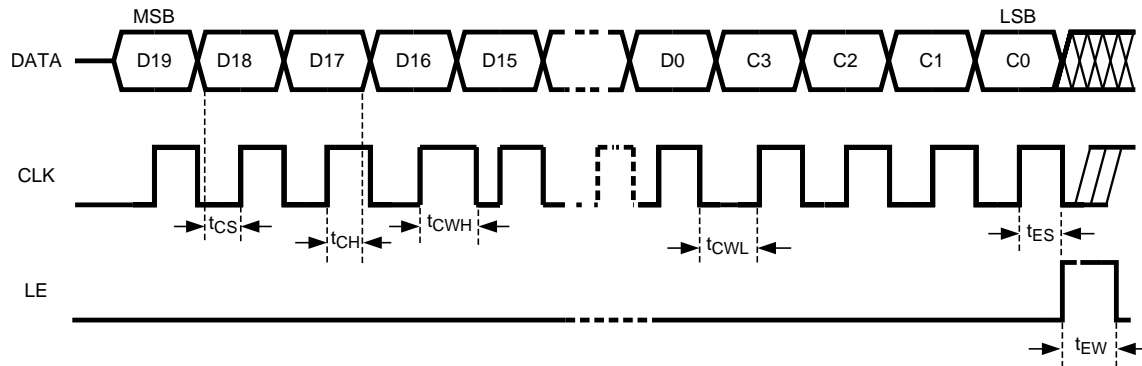 MSB LSB
DATA D19 D18 D17 D16 D15 D0 C3 C2 C1 C0
CLK
tCS tCH tCWH tCWL tES
LE
tEW